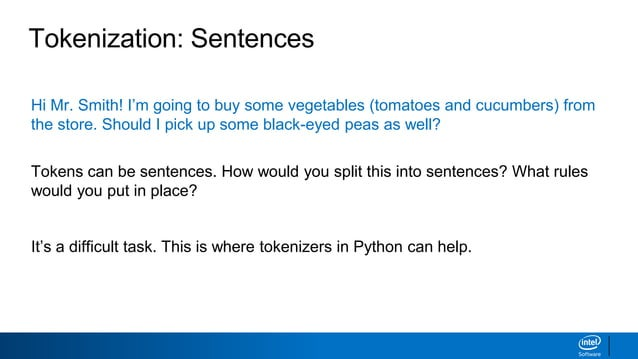 Tokenization: Sentences
Hi Mr. Smith! I’m going to buy some vegetables (tomatoes and cucumbers) from
the store. Should I pick up some black-eyed peas as well?
Tokens can be sentences. How would you split this into sentences? What rules
would you put in place?
It’s a difficult task. This is where tokenizers in Python can help.
intel
Software